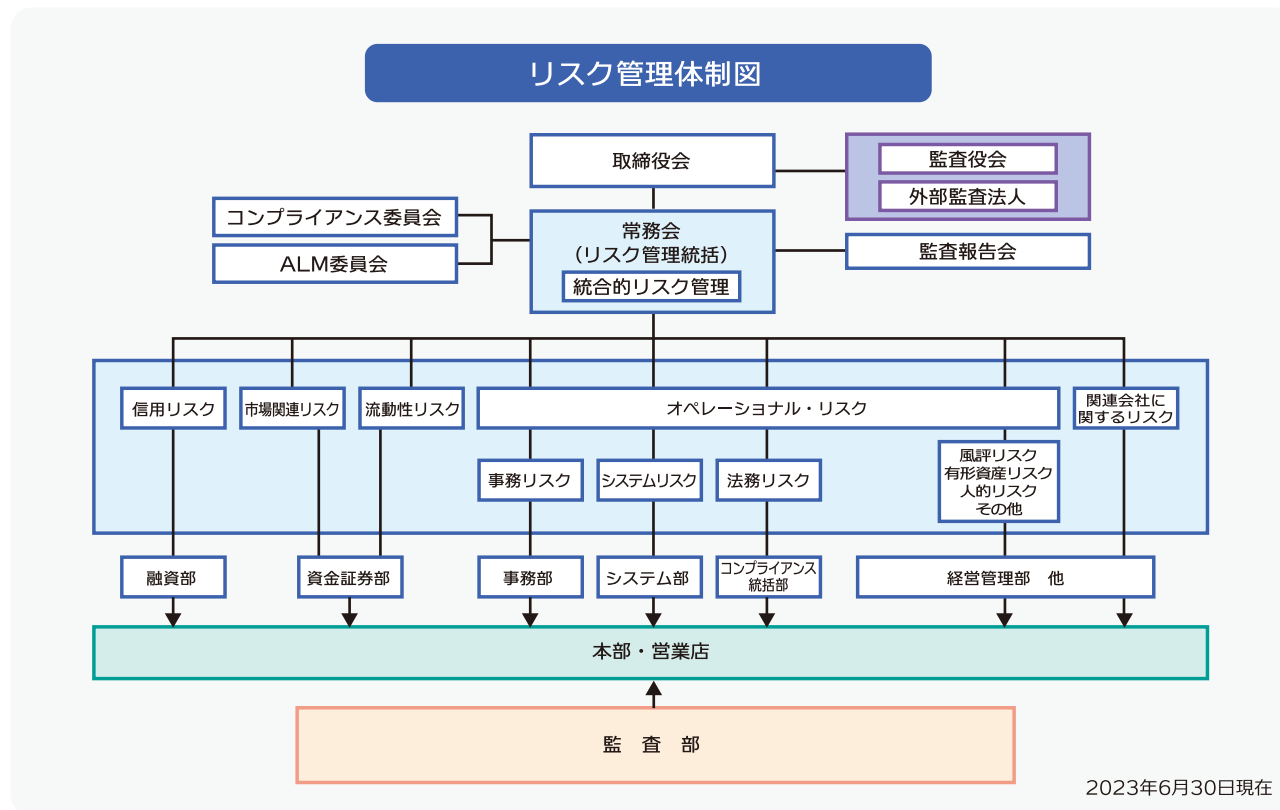 リスク管理体制図
取締役会
監査役会
外部監査法人
コンプライアンス委員会
ALM委員会
常務会
(リスク管理統括)
統合的リスク管理
監査報告会
信用リスク
市場関連リスク
流動性リスク
オペレーショナル・リスク
関連会社に
関するリスク
事務リスク
システムリスク
法務リスク
風評リスク
有形資産リスク
人的リスク
その他
融資部
資金証券部
事務部
システム部
コンプライアンス
統括部
経営管理部　他
本部・営業店
監　査　部
2023年6月30日現在